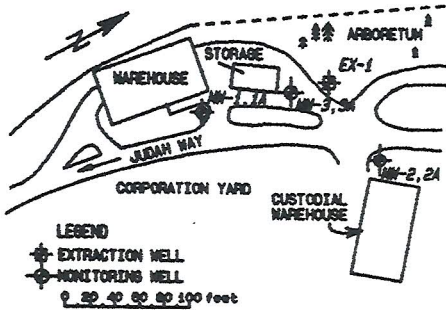 ARBORETUM
STORAGE
EX-1
WAREHOUSE
MW-1,1A
MW-3,3A
JUDAH WAY
MW-2,2A
CORPORATION YARD
CUSTODIAL
WAREHOUSE
LEGEND
EXTRACTION WELL
MONITORING WELL
0 20 40 60 80 100 feet